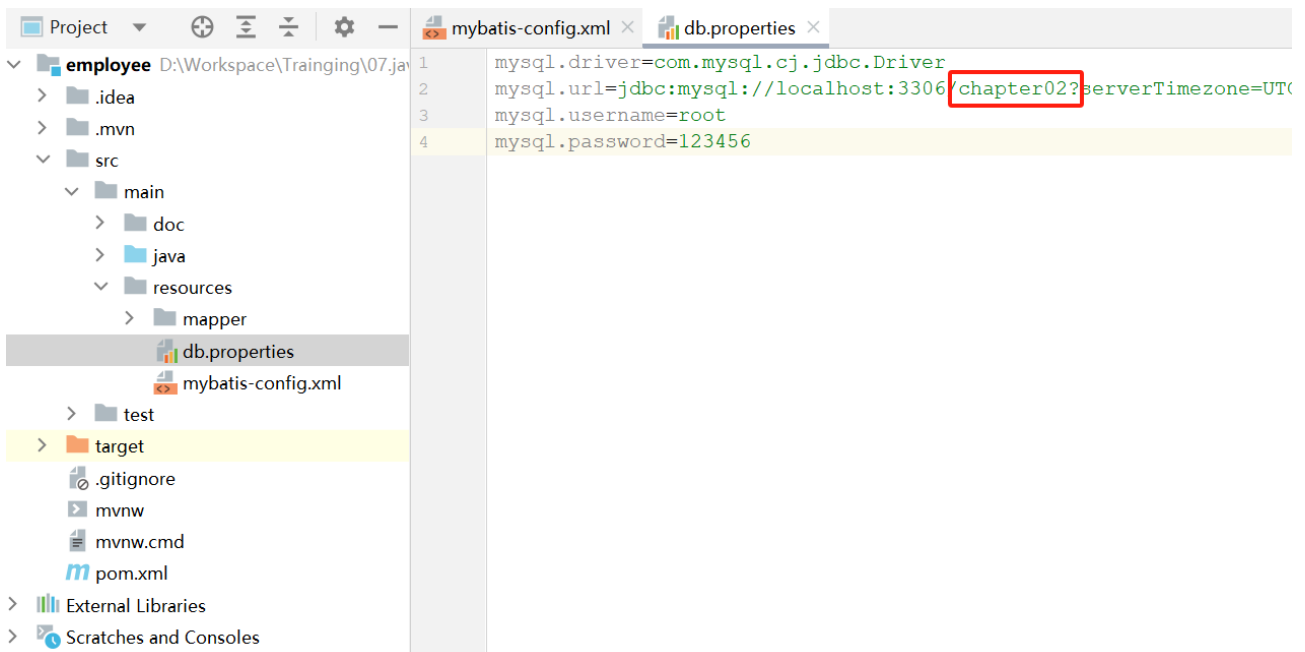 Project
employee D:\Workspace\Trainging\07.jav
.idea
.mvn
src
main
doc
java
resources
mapper
db.properties
mybatis-config.xml
test
target
.gitignore
mvnw
mvnw.cmd
pom.xml
External Libraries
Scratches and Consoles
mybatis-config.xml
db.properties
1 mysql.driver=com.mysql.cj.jdbc.Driver
2 mysql.url=jdbc:mysql://localhost:3306/chapter02?serverTimezone=UTC
3 mysql.username=root
4 mysql.password=123456